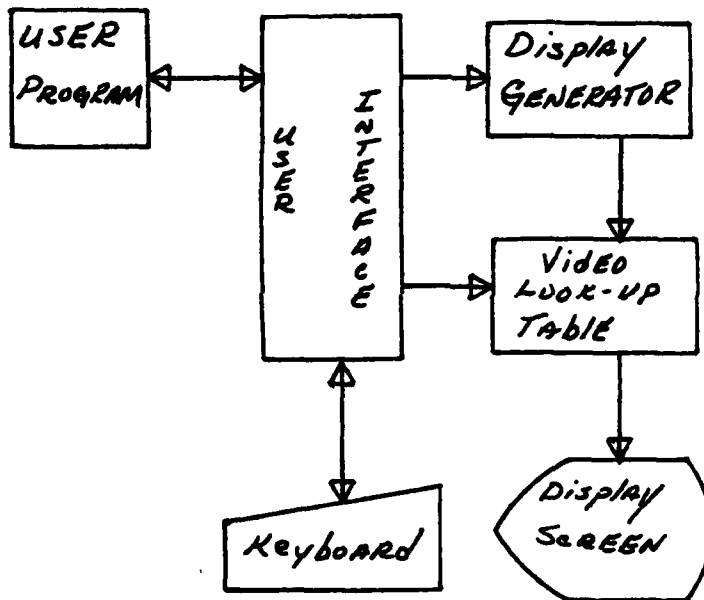 USER
PROGRAM
USER
INTERFACE
Display
GENERATOR
Video
LOOK-UP
TABLE
Keyboard
Display
SCREEN